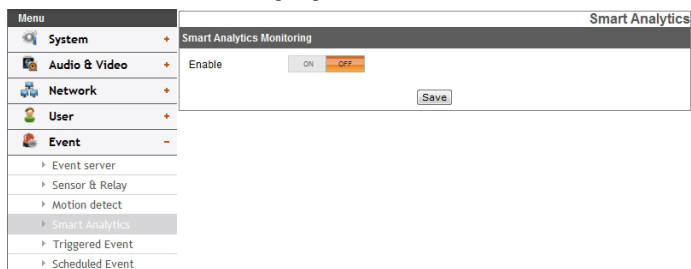 Menu
System +
Audio & Video +
Network +
User +
Event -
Event server
Sensor & Relay
Motion detect
Smart Analytics
Triggered Event
Scheduled Event
Smart Analytics
Smart Analytics Monitoring
Enable ON OFF
Save